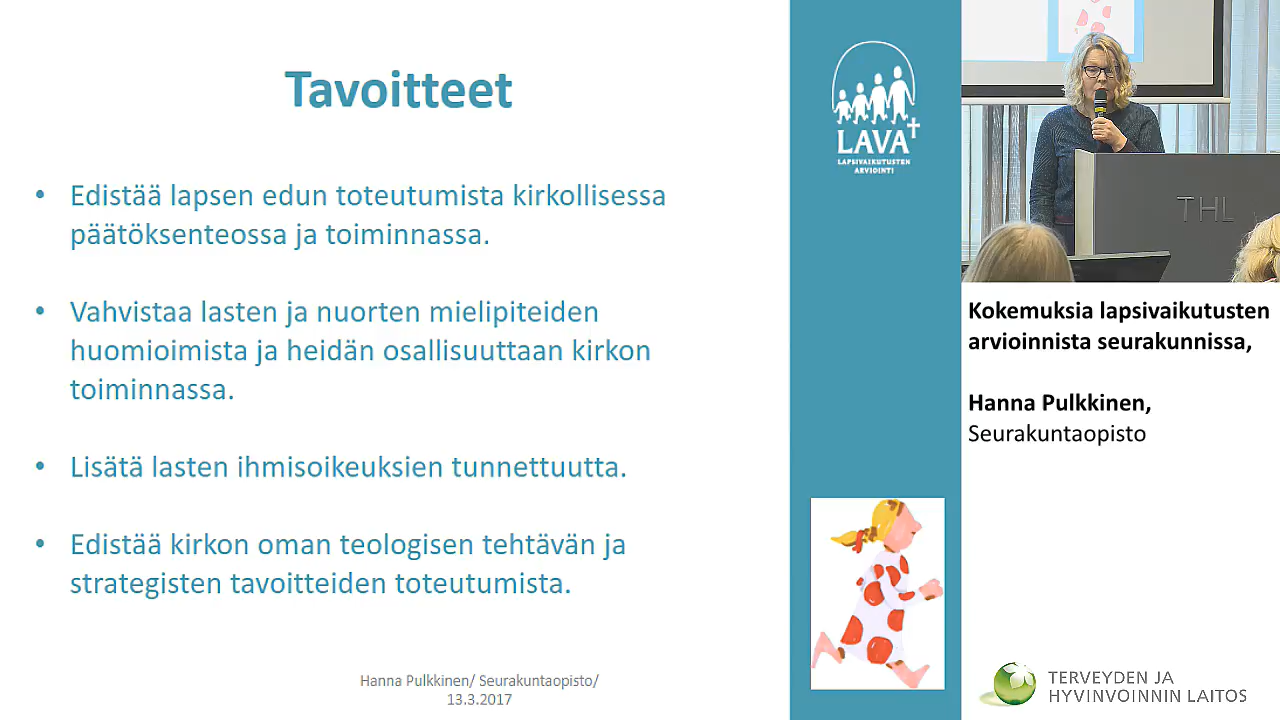 Tavoitteet
• Edistää lapsen edun toteutumista kirkollisessa
päätöksenteossa ja toiminnassa.
• Vahvistaa lasten ja nuorten mielipiteiden
huomioimista ja heidän osallisuuttaan kirkon
toiminnassa.
• Lisätä lasten ihmisoikeuksien tunnettuutta.
• Edistää kirkon oman teologisen tehtävän ja
strategisten tavoitteiden toteutumista.
Hanna Pulkkinen/ Seurakuntaopisto/
13.3.2017
LAVA
LAPSIVAIKUTUSTEN
ARVIOINTI
THL
Kokemuksia lapsivaikutusten
arvioinnista seurakunnissa,
Hanna Pulkkinen,
Seurakuntaopisto
TERVEYDEN JA
HYVINVOINNIN LAITOS